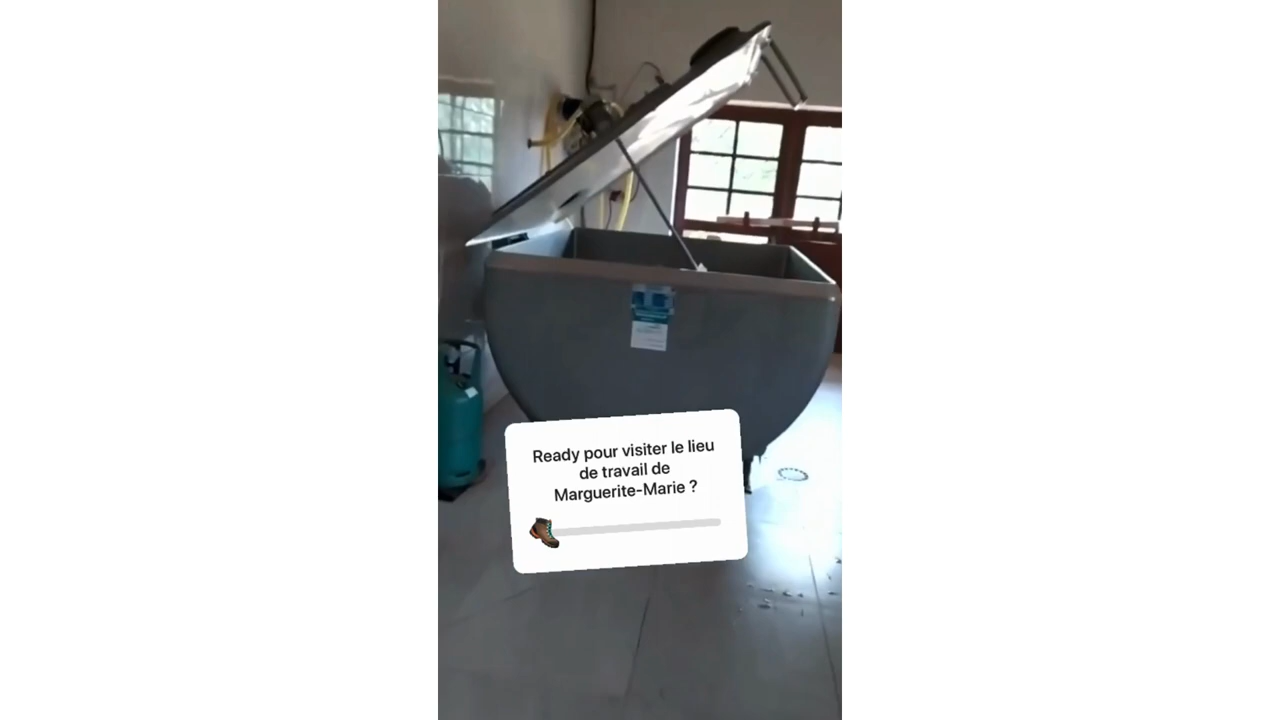 Ready pour visiter le lieu
de travail de
Marguerite-Marie ?